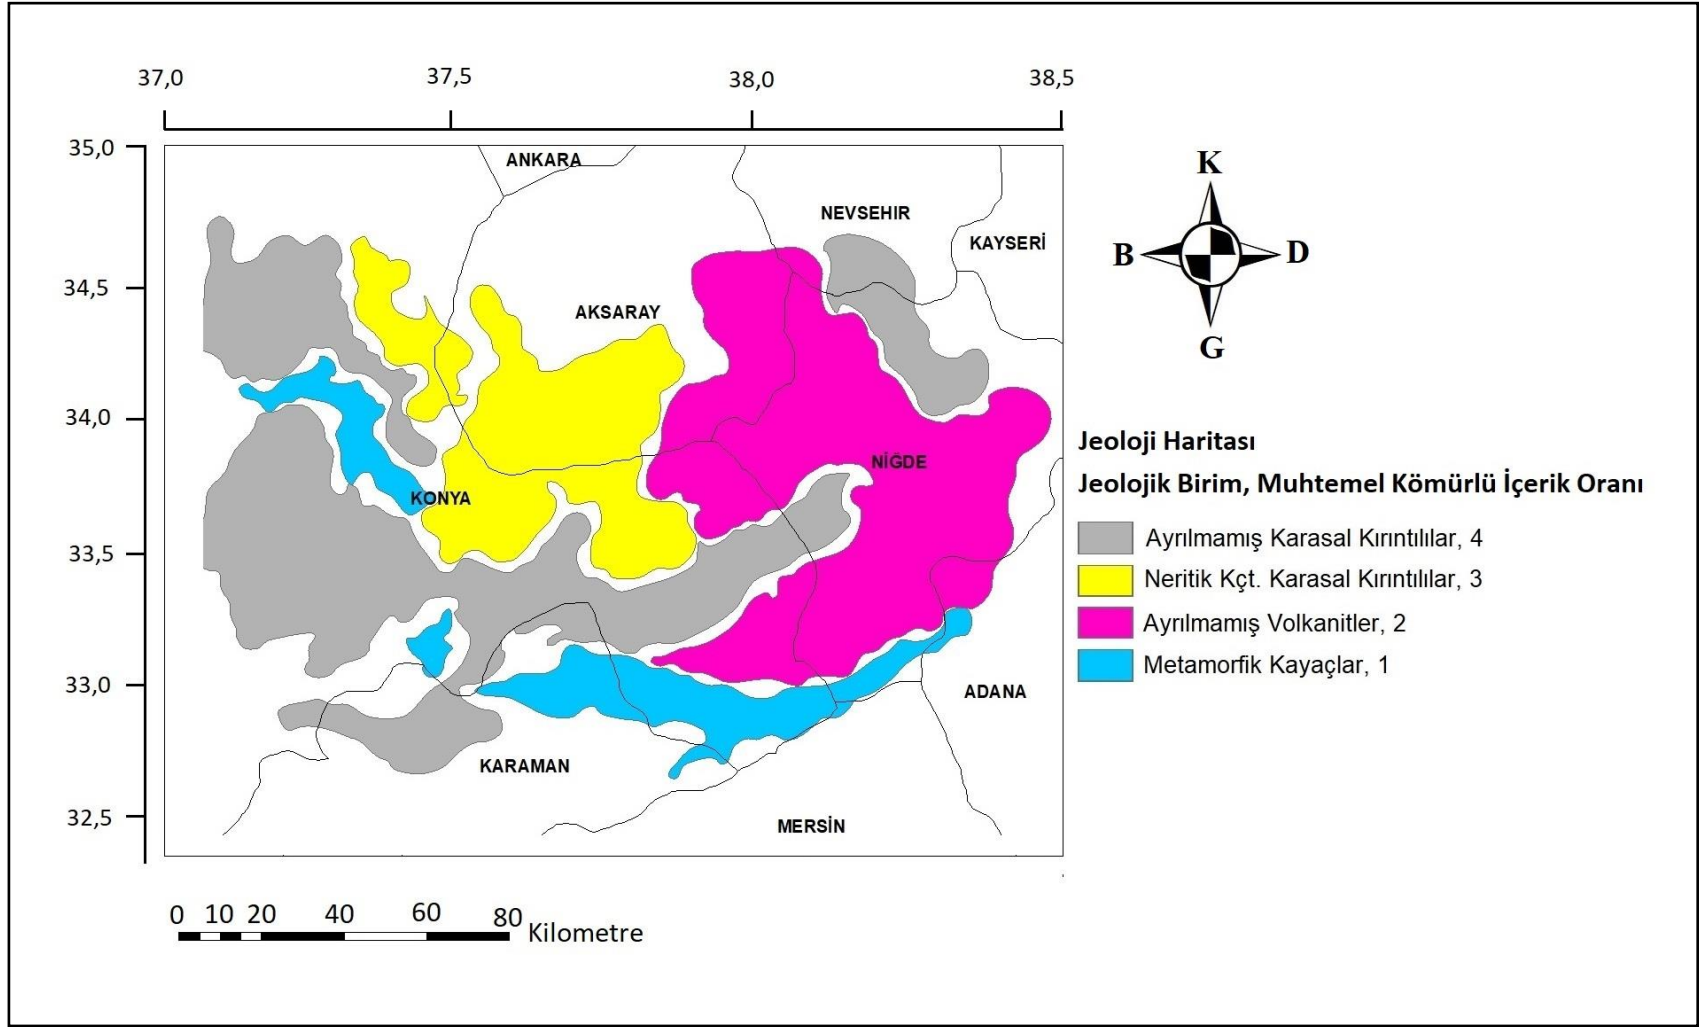 37,0 37,5 38,0 38,5
35,0
34,5
34,0
33,5
33,0
32,5
ANKARA
NEVSEHIR
KAYSERİ
AKSARAY
NİĞDE
KONYA
ADANA
KARAMAN
MERSİN
K
B D
G
Jeoloji Haritası
Jeolojik Birim, Muhtemel Kömürlü İçerik Oranı
Ayrılmamış Karasal Kırıntılılar, 4
Neritik Kçt. Karasal Kırıntılılar, 3
Ayrılmamış Volkanitler, 2
Metamorfik Kayaçlar, 1
0 10 20 40 60 80 Kilometre